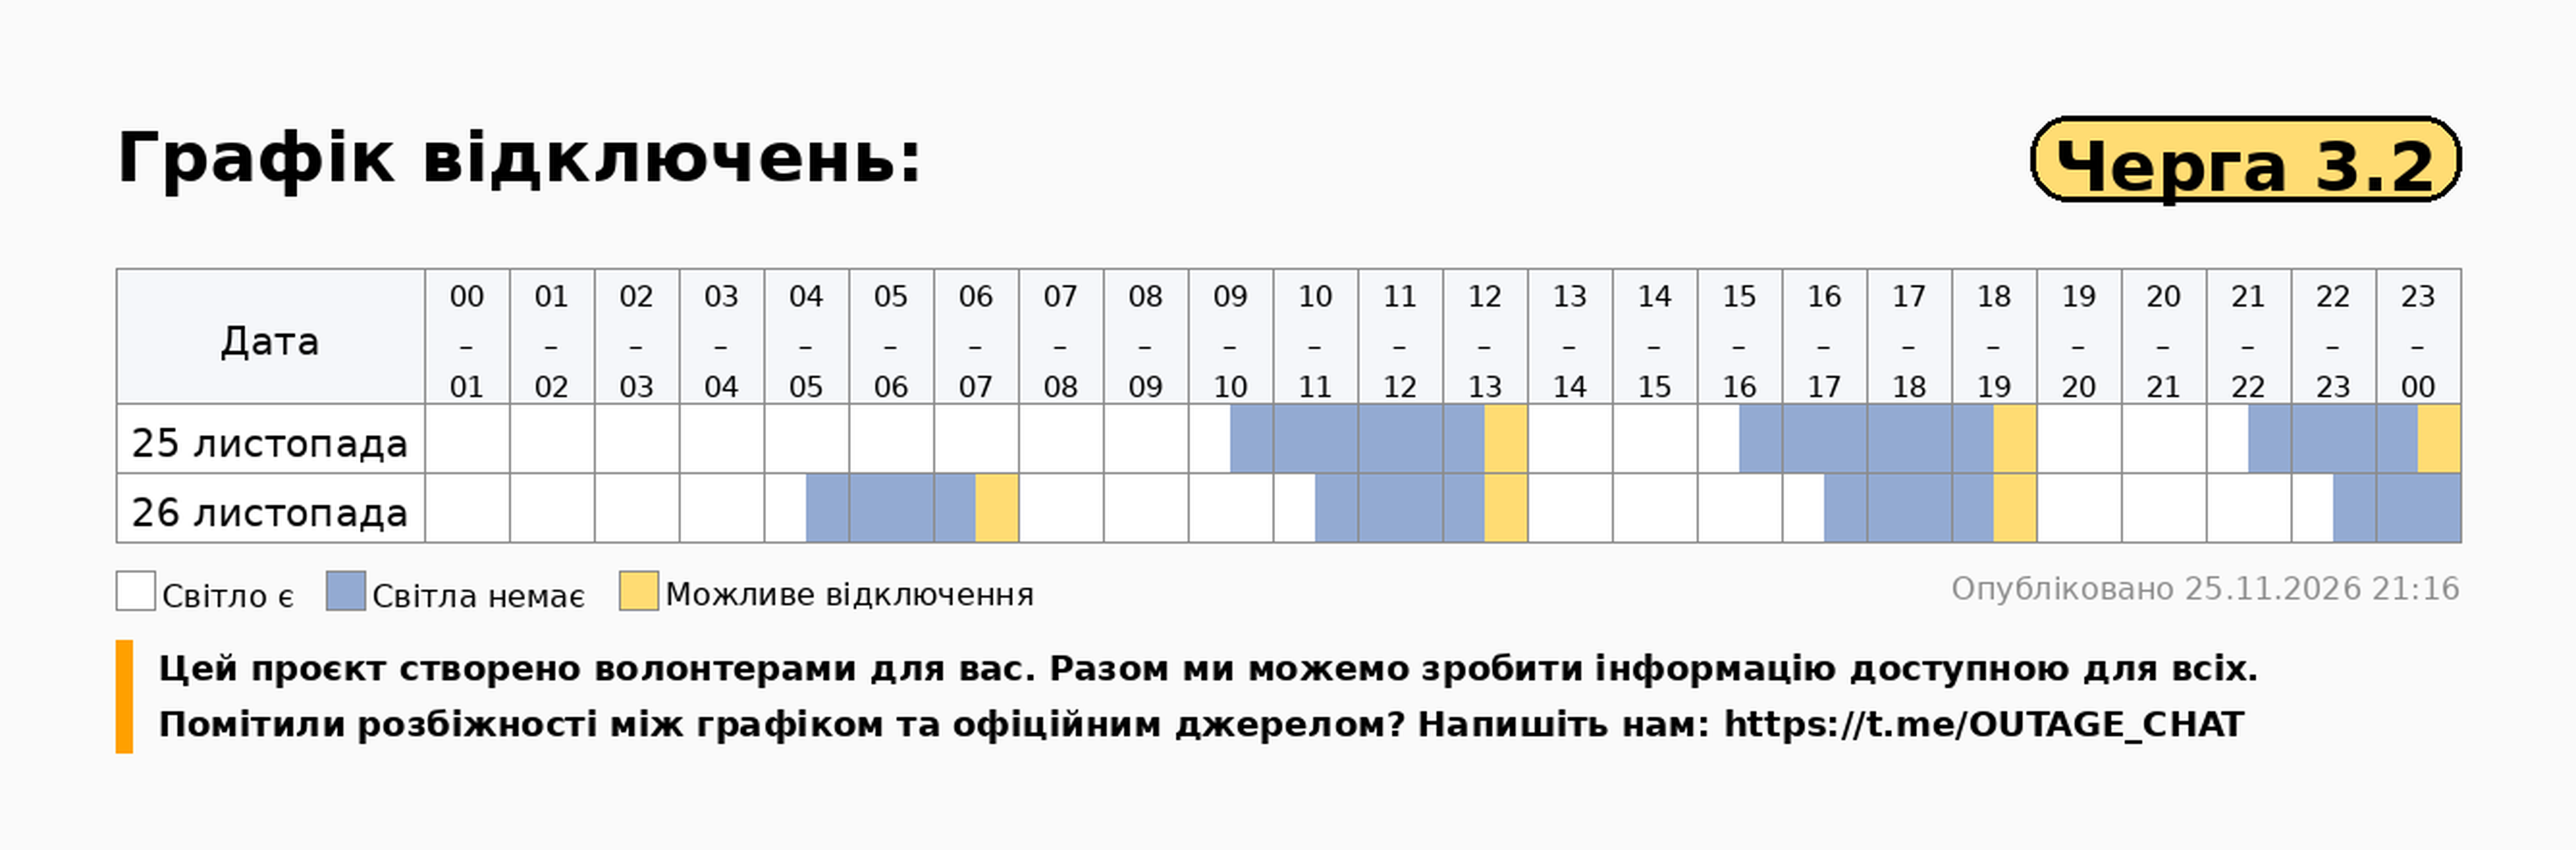 Графік відключень:
Черга 3.2
Дата
00 – 01
01 – 02
02 – 03
03 – 04
04 – 05
05 – 06
06 – 07
07 – 08
08 – 09
09 – 10
10 – 11
11 – 12
12 – 13
13 – 14
14 – 15
15 – 16
16 – 17
17 – 18
18 – 19
19 – 20
20 – 21
21 – 22
22 – 23
23 – 00
25 листопада
26 листопада
Світло є
Світла немає
Можливе відключення
Опубліковано 25.11.2026 21:16
Цей проєкт створено волонтерами для вас. Разом ми можемо зробити інформацію доступною для всіх.
Помітили розбіжності між графіком та офіційним джерелом? Напишіть нам: https://t.me/OUTAGE_CHAT